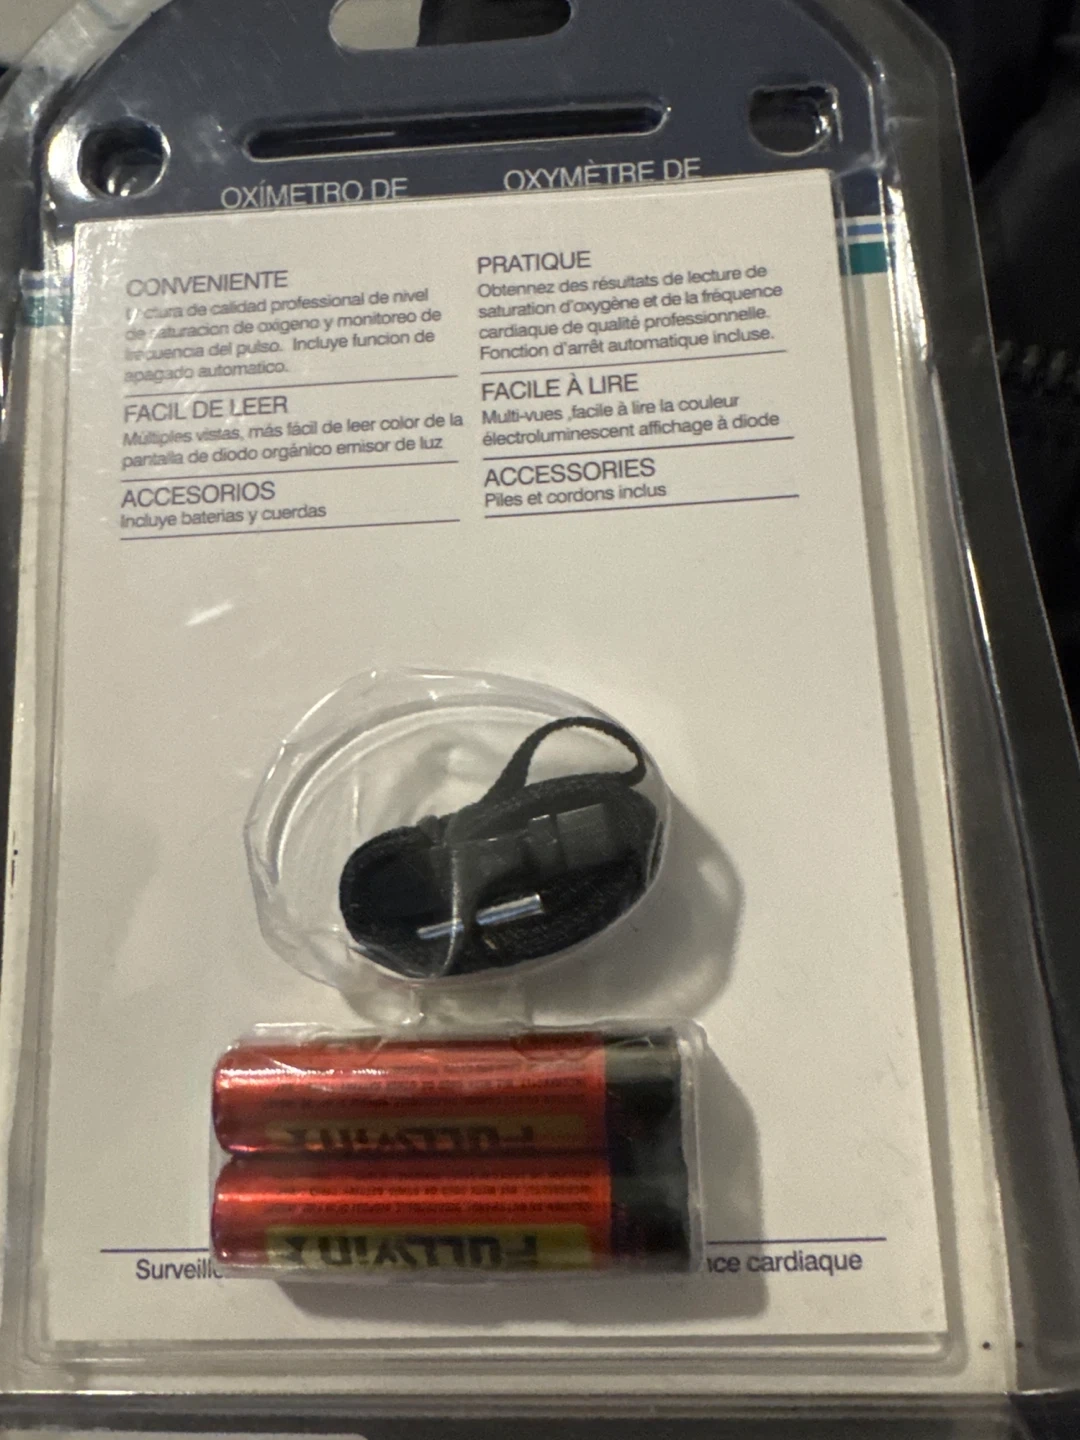 OXÍMETRO DE
OXYMÈTRE DE
CONVENIENTE
de calidad professional de nivel
de saturacion de oxigeno y monitoreo de
frecuencia del pulso. Incluye funcion de
apagado automatico.
FACIL DE LEER
Múltiples vistas, más fácil de leer color de la
pantalla de diodo orgánico emisor de luz
ACCESORIOS
Incluye baterias y cuerdas
PRATIQUE
Obtennez des résultats de lecture de
saturation d'oxygène et de la fréquence
cardiaque de qualité professionnelle.
Fonction d'arrêt automatique incluse.
FACILE À LIRE
Multi-vues ,facile à lire la couleur
électroluminescent affichage à diode
ACCESSORIES
Piles et cordons inclus
cardiaque